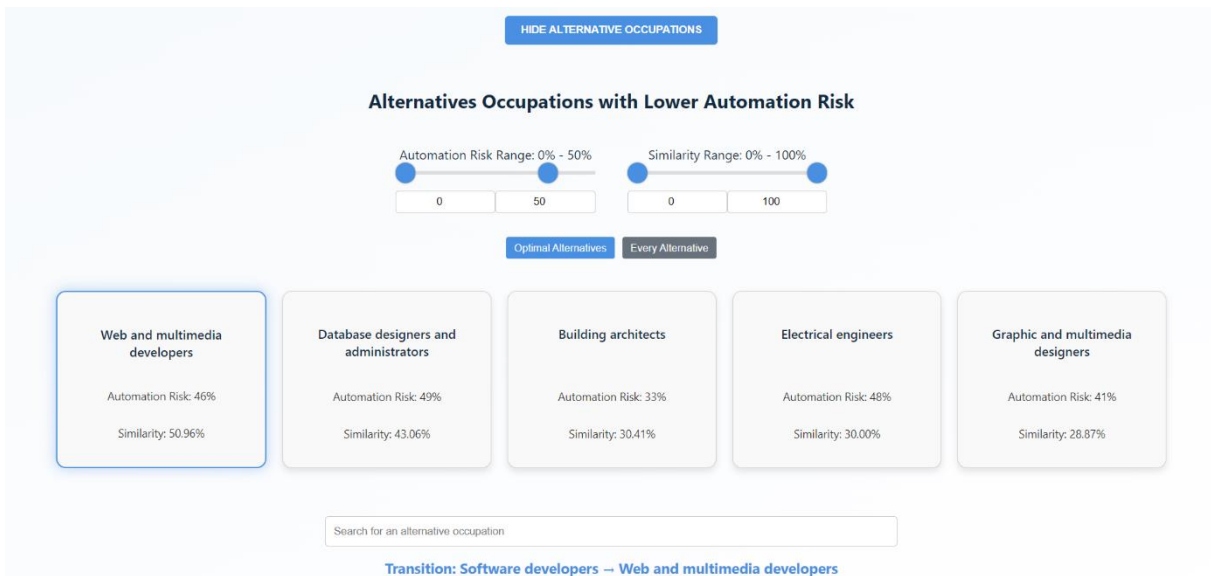 HIDE ALTERNATIVE OCCUPATIONS
Alternatives Occupations with Lower Automation Risk
Automation Risk Range: 0% - 50%
0
50
Similarity Range: 0% - 100%
0
100
Optimal Alternatives
Every Alternative
Web and multimedia
developers
Automation Risk: 46%
Similarity: 50.96%
Database designers and
administrators
Automation Risk: 49%
Similarity: 43.06%
Building architects
Automation Risk: 33%
Similarity: 30.41%
Electrical engineers
Automation Risk: 48%
Similarity: 30.00%
Graphic and multimedia
designers
Automation Risk: 41%
Similarity: 28.87%
Search for an alternative occupation
Transition: Software developers → Web and multimedia developers